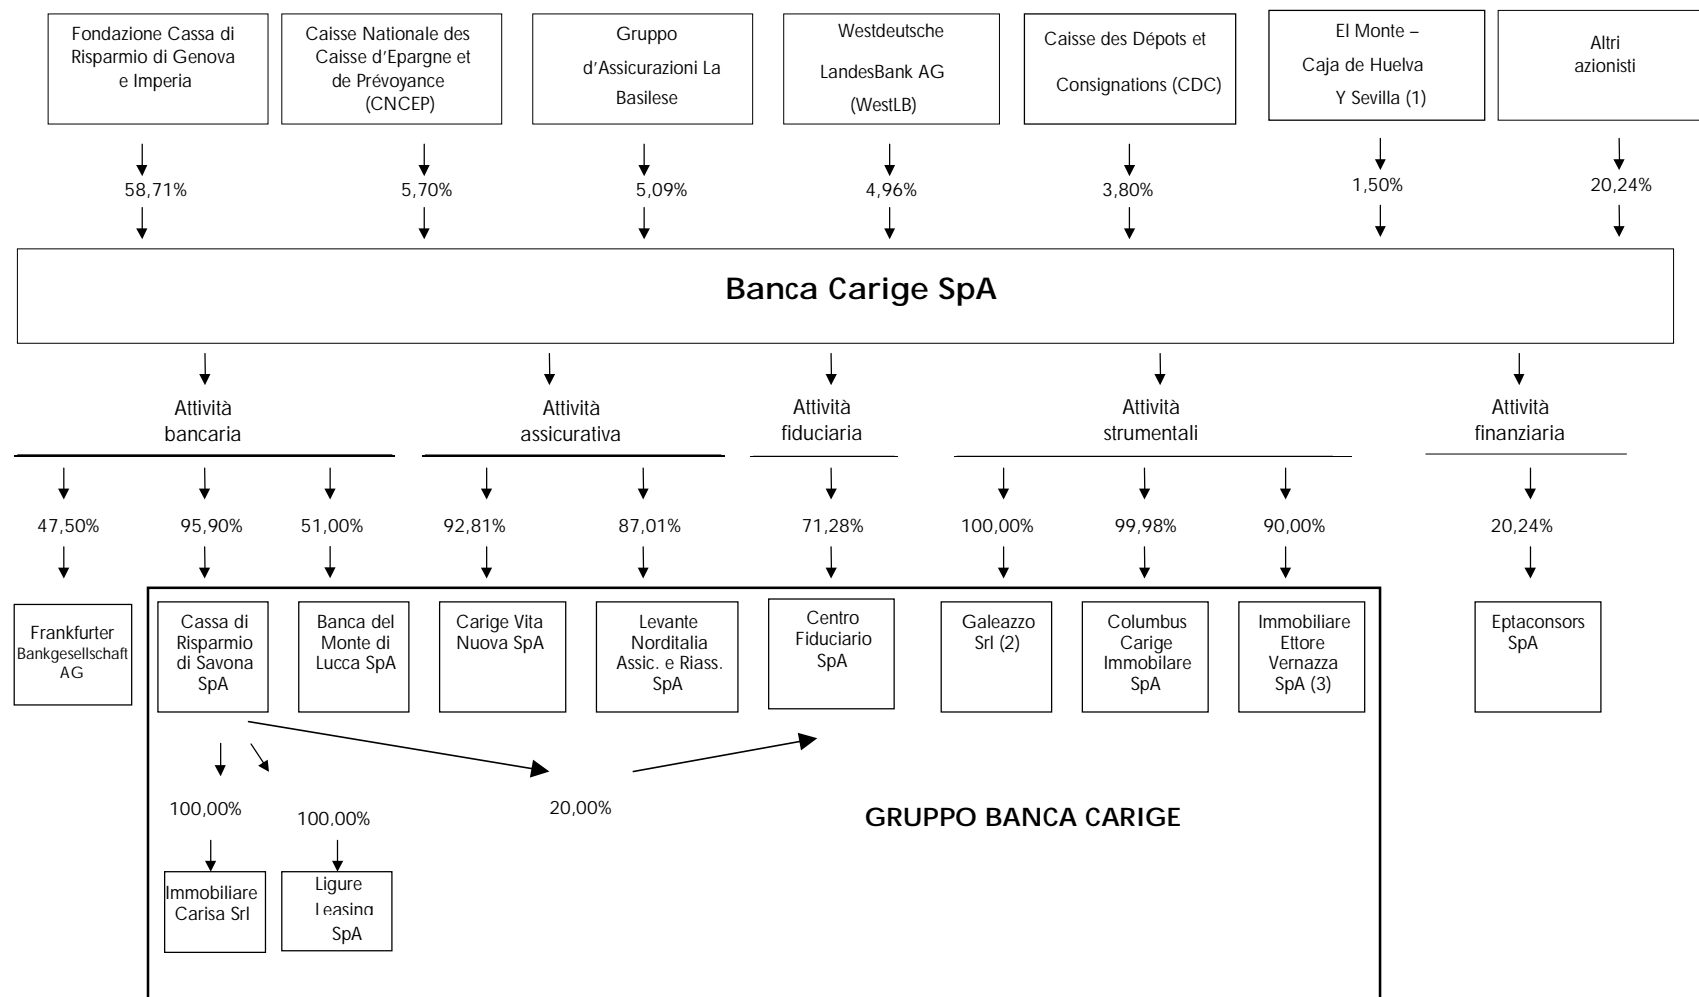 Fondazione Cassa di
Risparmio di Genova
e Imperia
Caisse Nationale des
Caisse d'Epargne et
de Prévoyance
(CNCEP)
Gruppo
d'Assicurazioni La
Basilese
Westdeutsche
LandesBank AG
(WestLB)
Caisse des Dépots et
Consignations (CDC)
El Monte –
Caja de Huelva
Y Sevilla (1)
Altri
azionisti
58,71%
5,70%
5,09%
4,96%
3,80%
1,50%
20,24%
Banca Carige SpA
Attività
bancaria
Attività
assicurativa
Attività
fiduciaria
Attività
strumentali
Attività
finanziaria
47,50%
95,90%
51,00%
92,81%
87,01%
71,28%
100,00%
99,98%
90,00%
20,24%
Frankfurter
Bankgesellschaft
AG
Cassa di
Risparmio
di Savona
SpA
Banca del
Monte di
Lucca SpA
Carige Vita
Nuova SpA
Levante
Norditalia
Assic. e Riass.
SpA
Centro
Fiduciario
SpA
Galeazzo
Srl (2)
Columbus
Carige
Immobilare
SpA
Immobiliare
Ettore
Vernazza
SpA (3)
Eptaconsors
SpA
100,00%
100,00%
20,00%
GRUPPO BANCA CARIGE
Immobiliare
Carisa Srl
Ligure
Leasing
SpA